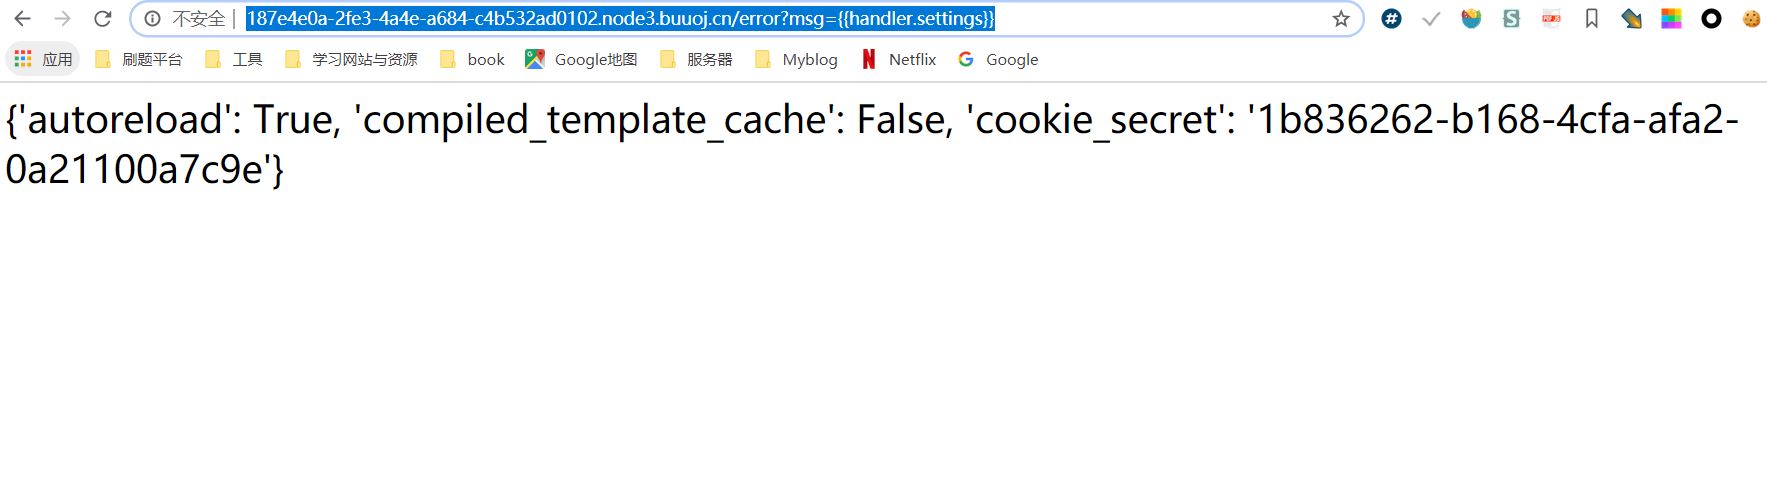 不安全 | 187e4e0a-2fe3-4a4e-a684-c4b532ad0102.node3.buuoj.cn/error?msg={{handler.settings}}
应用 刷题平台 工具 学习网站与资源 book Google地图 服务器 Myblog Netflix Google
{'autoreload': True, 'compiled_template_cache': False, 'cookie_secret': '1b836262-b168-4cfa-afa2-
0a21100a7c9e'}